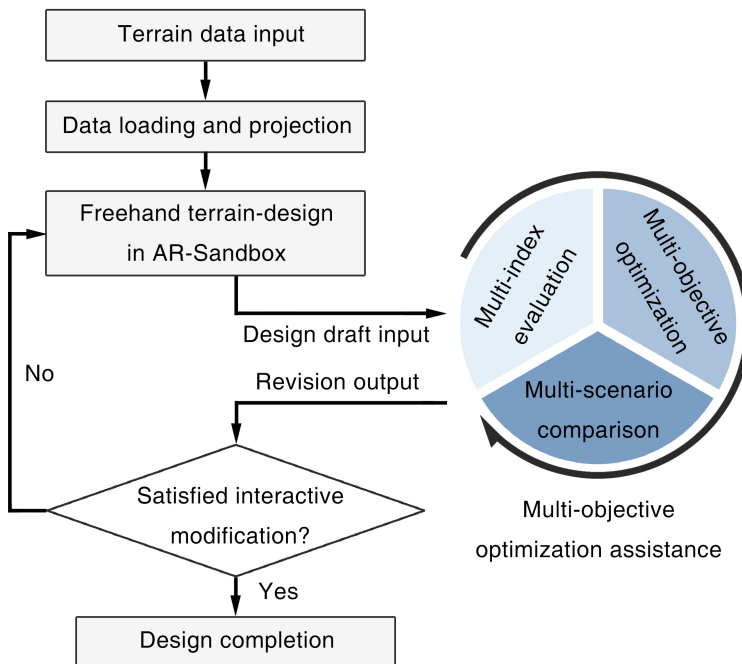 Terrain data input
Data loading and projection
Freehand terrain-design
in AR-Sandbox
Design draft input
Multi-index
evaluation
Multi-objective
optimization
Multi-scenario
comparison
Multi-objective
optimization assistance
Revision output
No
Satisfied interactive
modification?
Yes
Design completion